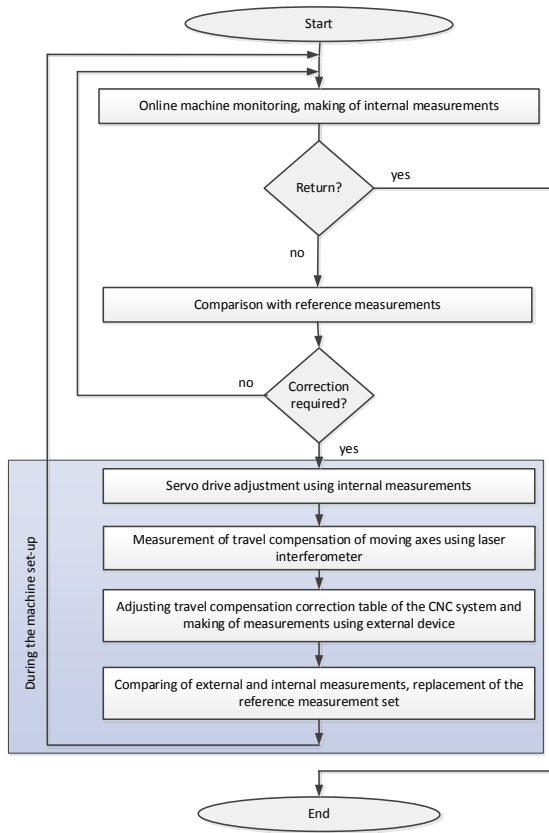 Start
Online machine monitoring, making of internal measurements
Return?
yes
no
Comparison with reference measurements
no
Correction
required?
yes
During the machine set-up
Servo drive adjustment using internal measurements
Measurement of travel compensation of moving axes using laser
interferometer
Adjusting travel compensation correction table of the CNC system and
making of measurements using external device
Comparing of external and internal measurements, replacement of the
reference measurement set
End